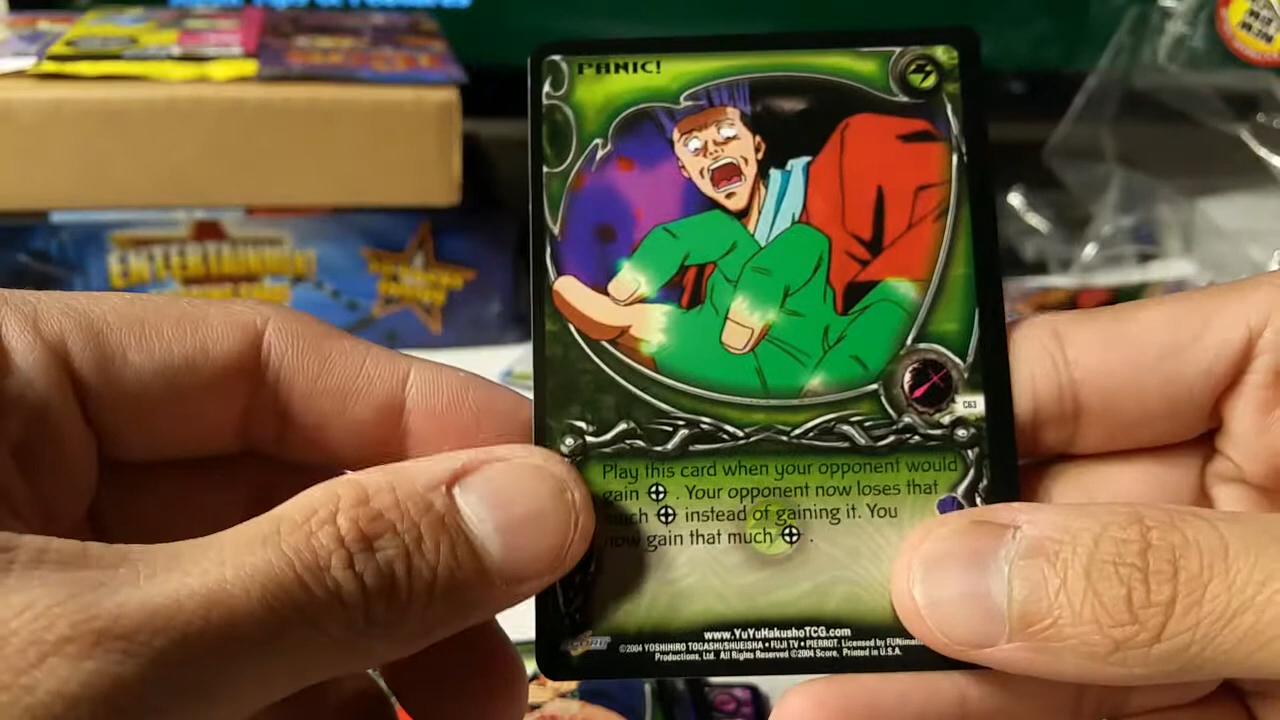 ENTERTAINMENT
PANIC!
C63
Play this card when your opponent would
gain . Your opponent now loses that
much instead of gaining it. You
now gain that much .
www.YuYuHakushoTCG.com
SCORE
©2004 YOSHIHIRO TOGASHI/SHUEISHA • FUJI TV • PIERROT. Licensed by FUNimat
Productions, Ltd. All Rights Reserved ©2004 Score. Printed in U.S.A.